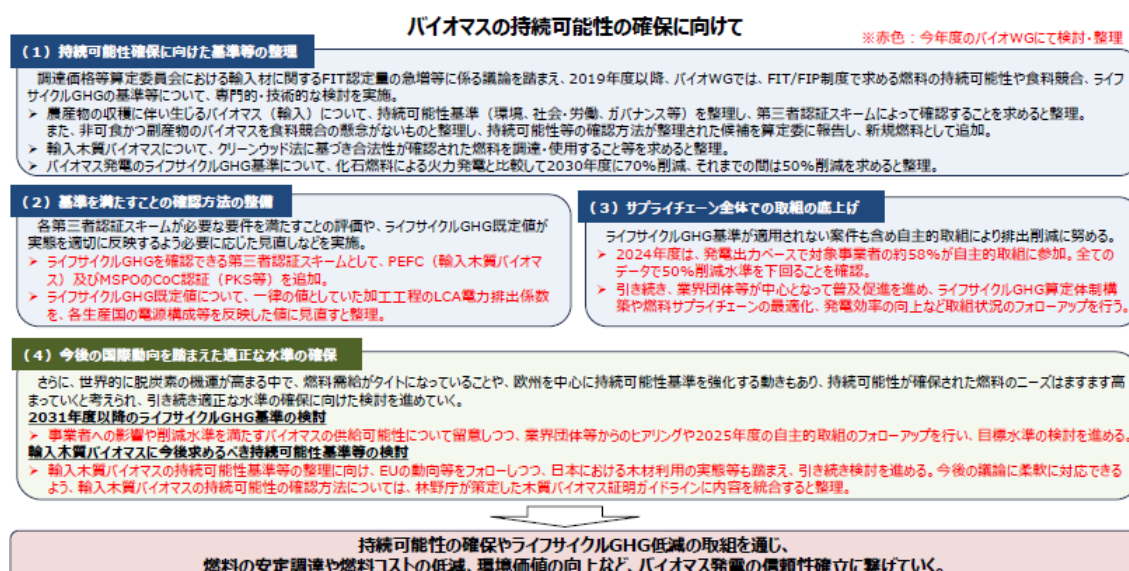 バイオマスの持続可能性の確保に向けて
※赤色：今年度のバイオWGにて検討・整理
（1）持続可能性確保に向けた基準等の整理
調達価格等算定委員会における輸入材に関するFIT認定量の急増等に係る議論を踏まえ、2019年度以降、バイオWGでは、FIT/FIP制度で求める燃料の持続可能性や食料競合、ライフ
サイクルGHGの基準等について、専門的・技術的な検討を実施。
➢ 農産物の収穫に伴い生じるバイオマス（輸入）について、持続可能性基準（環境、社会・労働、ガバナンス等）を整理し、第三者認証スキームによって確認することを求めると整理。
また、非可食かつ副産物のバイオマスを食料競合の懸念がないものと整理し、持続可能性等の確認方法が整理された候補を算定委に報告し、新規燃料として追加。
➢ 輸入木質バイオマスについて、クリーンウッド法に基づき合法性が確認された燃料を調達・使用すること等を求めると整理。
➢ バイオマス発電のライフサイクルGHG基準について、化石燃料による火力発電と比較して2030年度に70%削減、それまでの間は50%削減を求めると整理。
（2）基準を満たすことの確認方法の整備
各第三者認証スキームが必要な要件を満たすことの評価や、ライフサイクルGHG既定値が
実態を適切に反映するよう必要に応じた見直しなどを実施。
➢ ライフサイクルGHGを確認できる第三者認証スキームとして、PEFC（輸入木質バイオマ
ス）及びMSPOのCoC認証（PKS等）を追加。
➢ ライフサイクルGHG既定値について、一律の値としていた加工工程のLCA電力排出係数
を、各生産国の電源構成等を反映した値に見直すと整理。
（3）サプライチェーン全体での取組の底上げ
ライフサイクルGHG基準が適用されない案件も含め自主的取組により排出削減に努める。
➢ 2024年度は、発電出力ベースで対象事業者の約58%が自主的取組に参加。全ての
データで50%削減水準を下回ることを確認。
➢ 引き続き、業界団体等が中心となって普及促進を進め、ライフサイクルGHG算定体制構
築や燃料サプライチェーンの最適化、発電効率の向上など取組状況のフォローアップを行う。
（4）今後の国際動向を踏まえた適正な水準の確保
さらに、世界的に脱炭素の機運が高まる中で、燃料需給がタイトになっていることや、欧州を中心に持続可能性基準を強化する動きもあり、持続可能性が確保された燃料のニーズはますます高
まっていくと考えられ、引き続き適正な水準の確保に向けた検討を進めていく。
2031年度以降のライフサイクルGHG基準の検討
➢ 事業者への影響や削減水準を満たすバイオマスの供給可能性について留意しつつ、業界団体等からのヒアリングや2025年度の自主的取組のフォローアップを行い、目標水準の検討を進める。
輸入木質バイオマスに今後求めるべき持続可能性基準等の検討
➢ 輸入木質バイオマスの持続可能性基準等の整理に向け、EUの動向等をフォローしつつ、日本における木材利用の実態等も踏まえ、引き続き検討を進める。今後の議論に柔軟に対応できる
よう、輸入木質バイオマスの持続可能性の確認方法については、林野庁が策定した木質バイオマス証明ガイドラインに内容を統合すると整理。
持続可能性の確保やライフサイクルGHG低減の取組を通じ、
燃料の安定調達や燃料コストの低減、環境価値の向上など、バイオマス発電の信頼性確立に繋げていく。